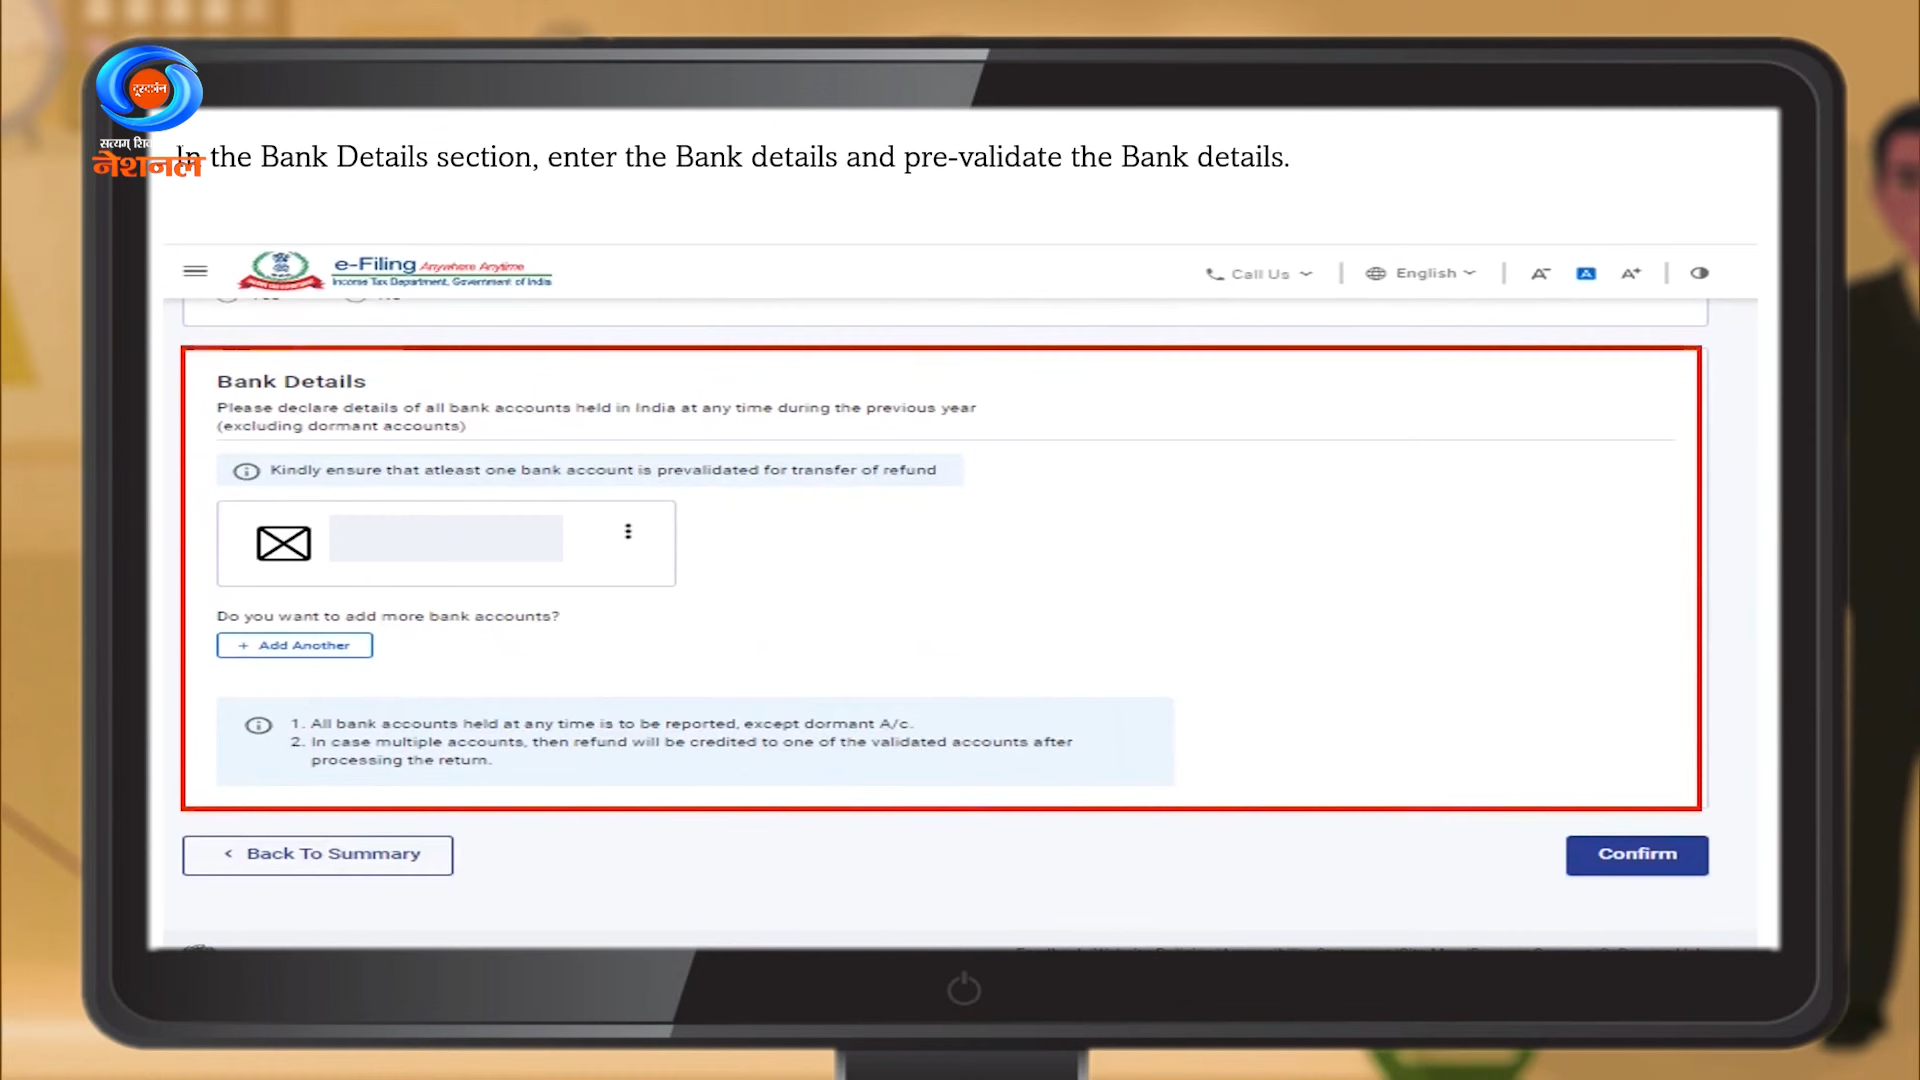 दूरदर्शन
सत्यम् शि
नेशनल
In the Bank Details section, enter the Bank details and pre-validate the Bank details.
e-Filing Anywhere Anytime
Income Tax Department, Government of India
Call Us
English
A-
A
A+
Bank Details
Please declare details of all bank accounts held in India at any time during the previous year
(excluding dormant accounts)
Kindly ensure that atleast one bank account is prevalidated for transfer of refund
Do you want to add more bank accounts?
+ Add Another
1. All bank accounts held at any time is to be reported, except dormant A/c.
2. In case multiple accounts, then refund will be credited to one of the validated accounts after
processing the return.
< Back To Summary
Confirm